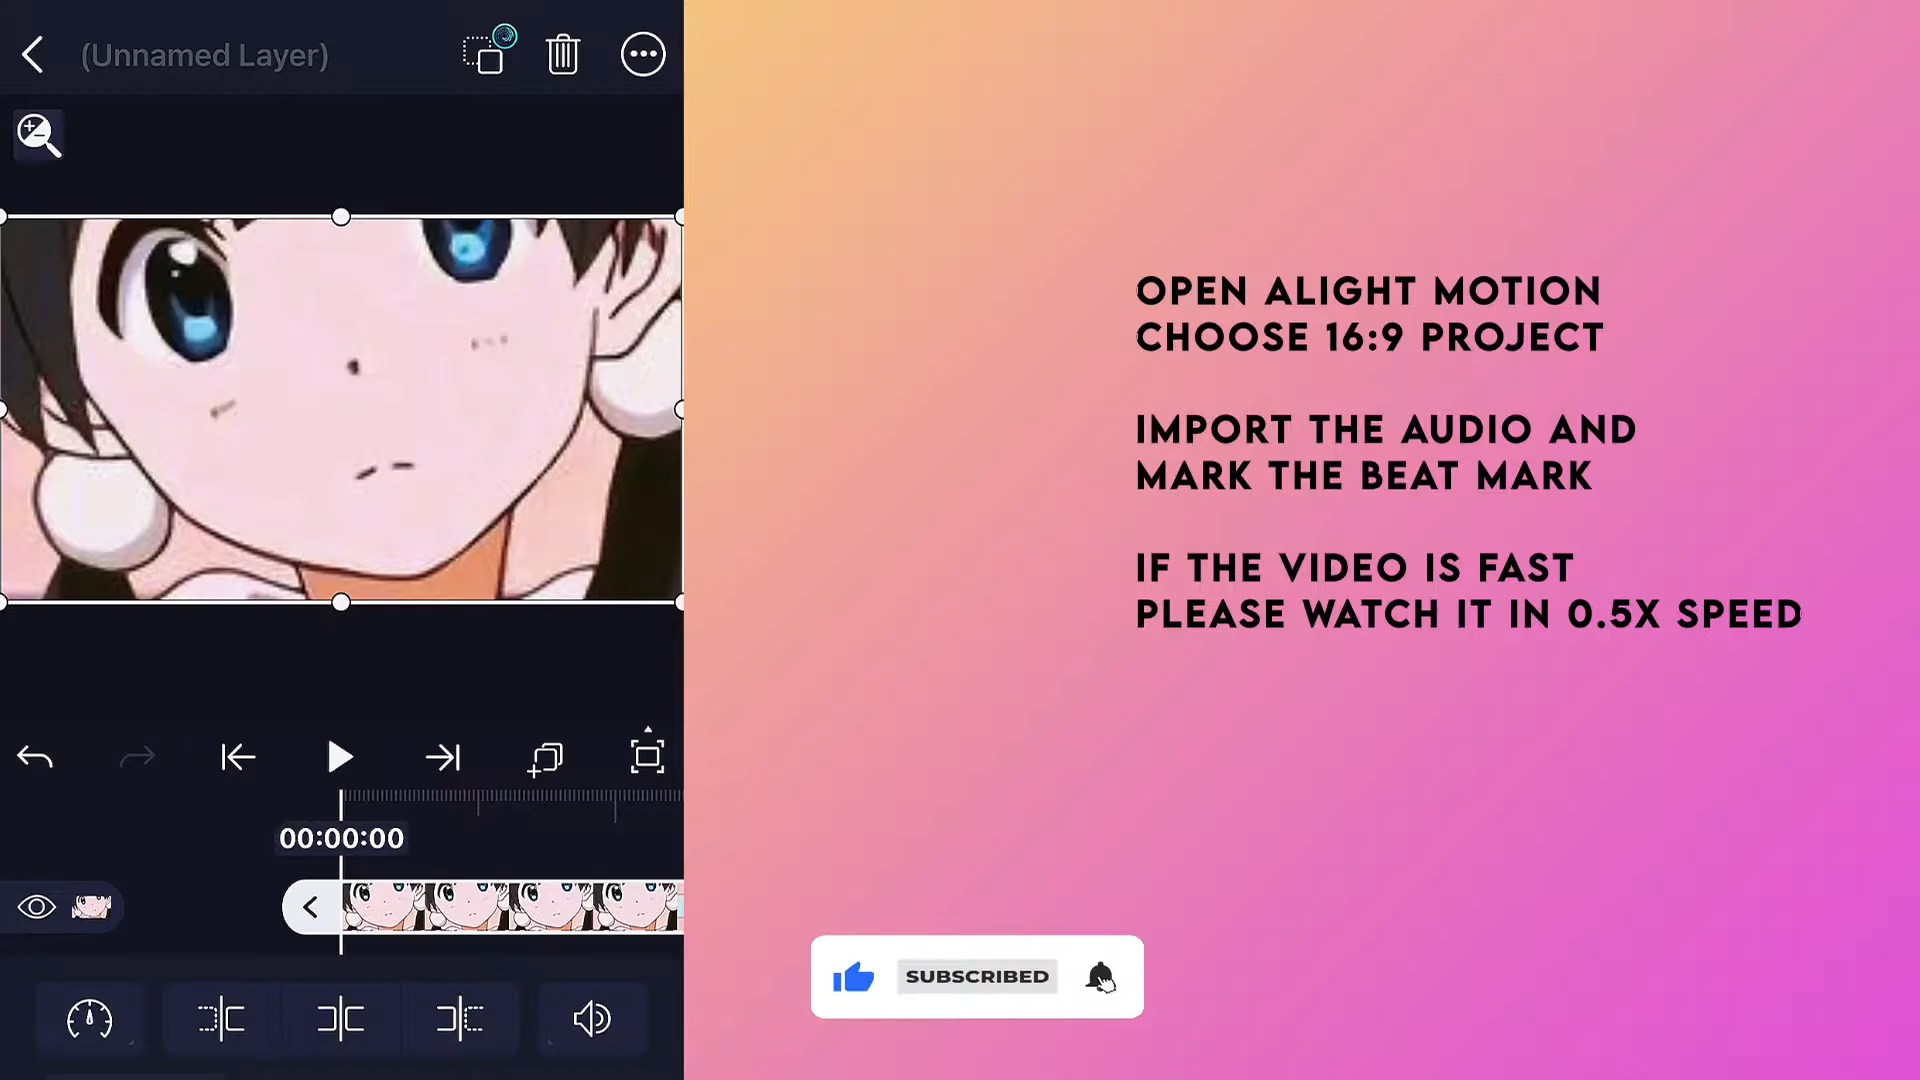 (Unnamed Layer)
OPEN ALIGHT MOTION
CHOOSE 16:9 PROJECT
IMPORT THE AUDIO AND
MARK THE BEAT MARK
IF THE VIDEO IS FAST
PLEASE WATCH IT IN 0.5X SPEED
00:00:00
SUBSCRIBED